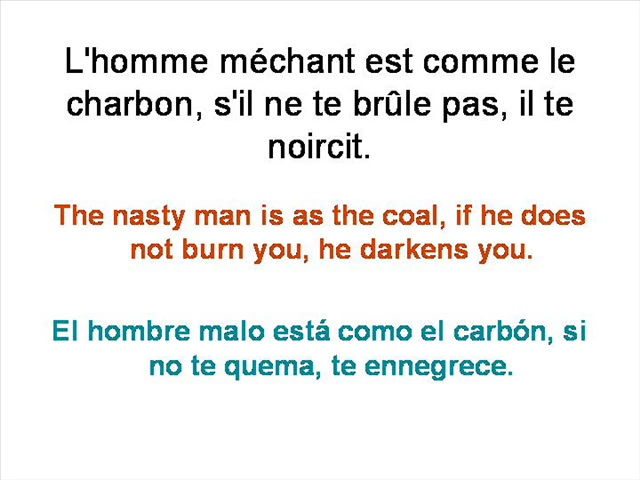 L'homme méchant est comme le
charbon, s'il ne te brûle pas, il te
noircit.
The nasty man is as the coal, if he does
not burn you, he darkens you.
El hombre malo está como el carbón, si
no te quema, te ennegrece.